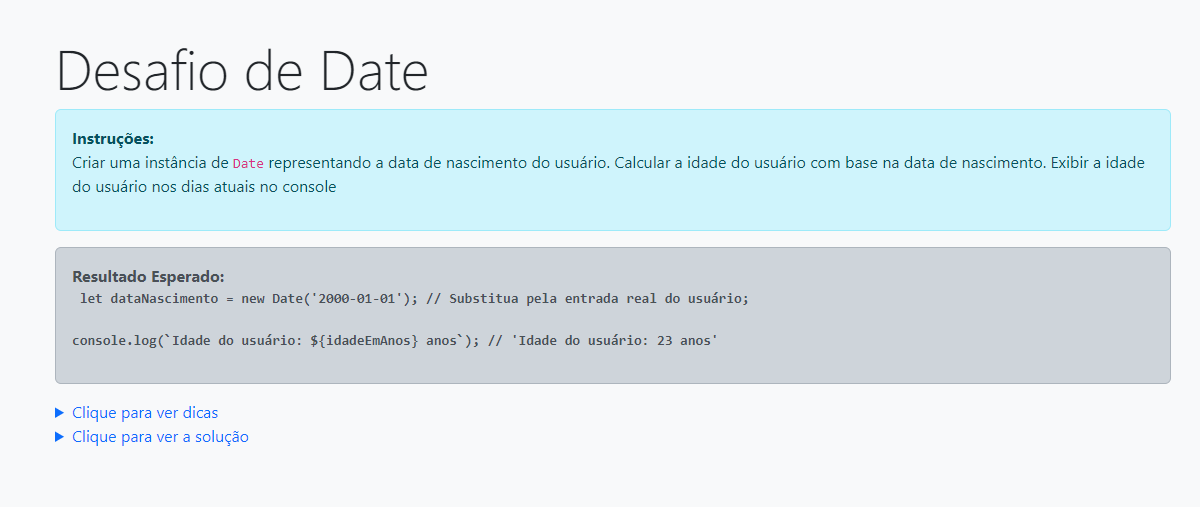 Desafio de Date
Instruções:
Criar uma instância de Date representando a data de nascimento do usuário. Calcular a idade do usuário com base na data de nascimento. Exibir a idade
do usuário nos dias atuais no console
Resultado Esperado:
let dataNascimento = new Date('2000-01-01'); // Substitua pela entrada real do usuário;
console.log(`Idade do usuário: ${idadeEmAnos} anos`); // 'Idade do usuário: 23 anos'
Clique para ver dicas
Clique para ver a solução